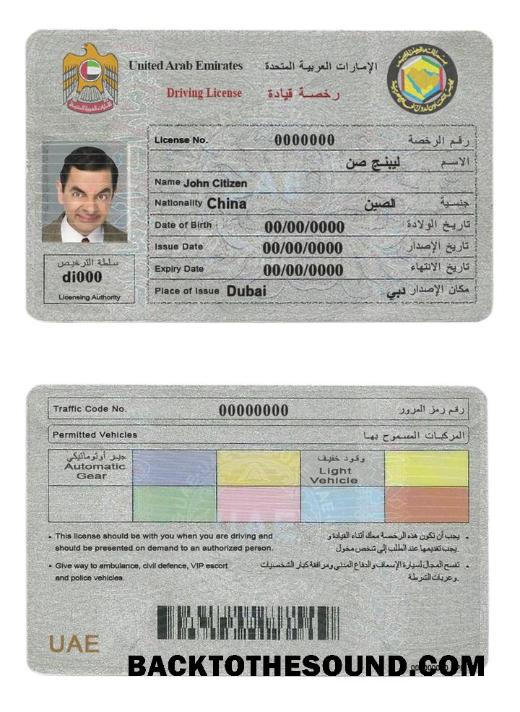 United Arab Emirates الإمارات العربية المتحدة
Driving License رخصة قيادة
License No. 0000000 رقم الرخصة
ليبنج صن الاسم
Name John Citizen
Nationality China الصين جنسية
Date of Birth 00/00/0000 تاريخ الولادة
Issue Date 00/00/0000 تاريخ الإصدار
Expiry Date 00/00/0000 تاريخ الانتهاء
Place of Issue Dubai دبي مكان الإصدار
سلطة الترخيص
di000
Licensing Authority
Traffic Code No. 00000000 رقم رمز المرور
Permitted Vehicles المركبات المسموح بها
جير أوتوماتيكي
Automatic
Gear
Light
Vehicle
• This license should be with you when you are driving and
should be presented on demand to an authorized person.
• Give way to ambulance, civil defence, VIP escort
and police vehicles.
• يجب أن تكون هذه الرخصة معك أثناء القيادة و
يجب تقديمها عند الطلب إلى شخص مخول.
• تفسح المجال لسيارة الإسعاف والدفاع المدني ومرافقة كبار الشخصيات
وعربات الشرطة.
UAE
BACKTOTHESOUND.COM